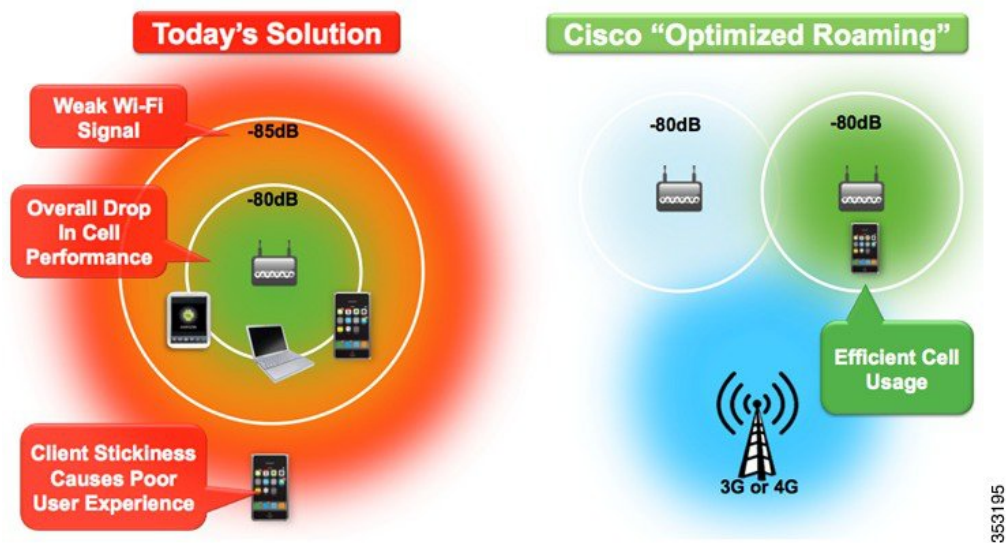 Today's Solution
Weak Wi-Fi
Signal
-85dB
-80dB
Overall Drop
In Cell
Performance
Client Stickiness
Causes Poor
User Experience
Cisco “Optimized Roaming”
-80dB
-80dB
Efficient Cell
Usage
3G or 4G
353195